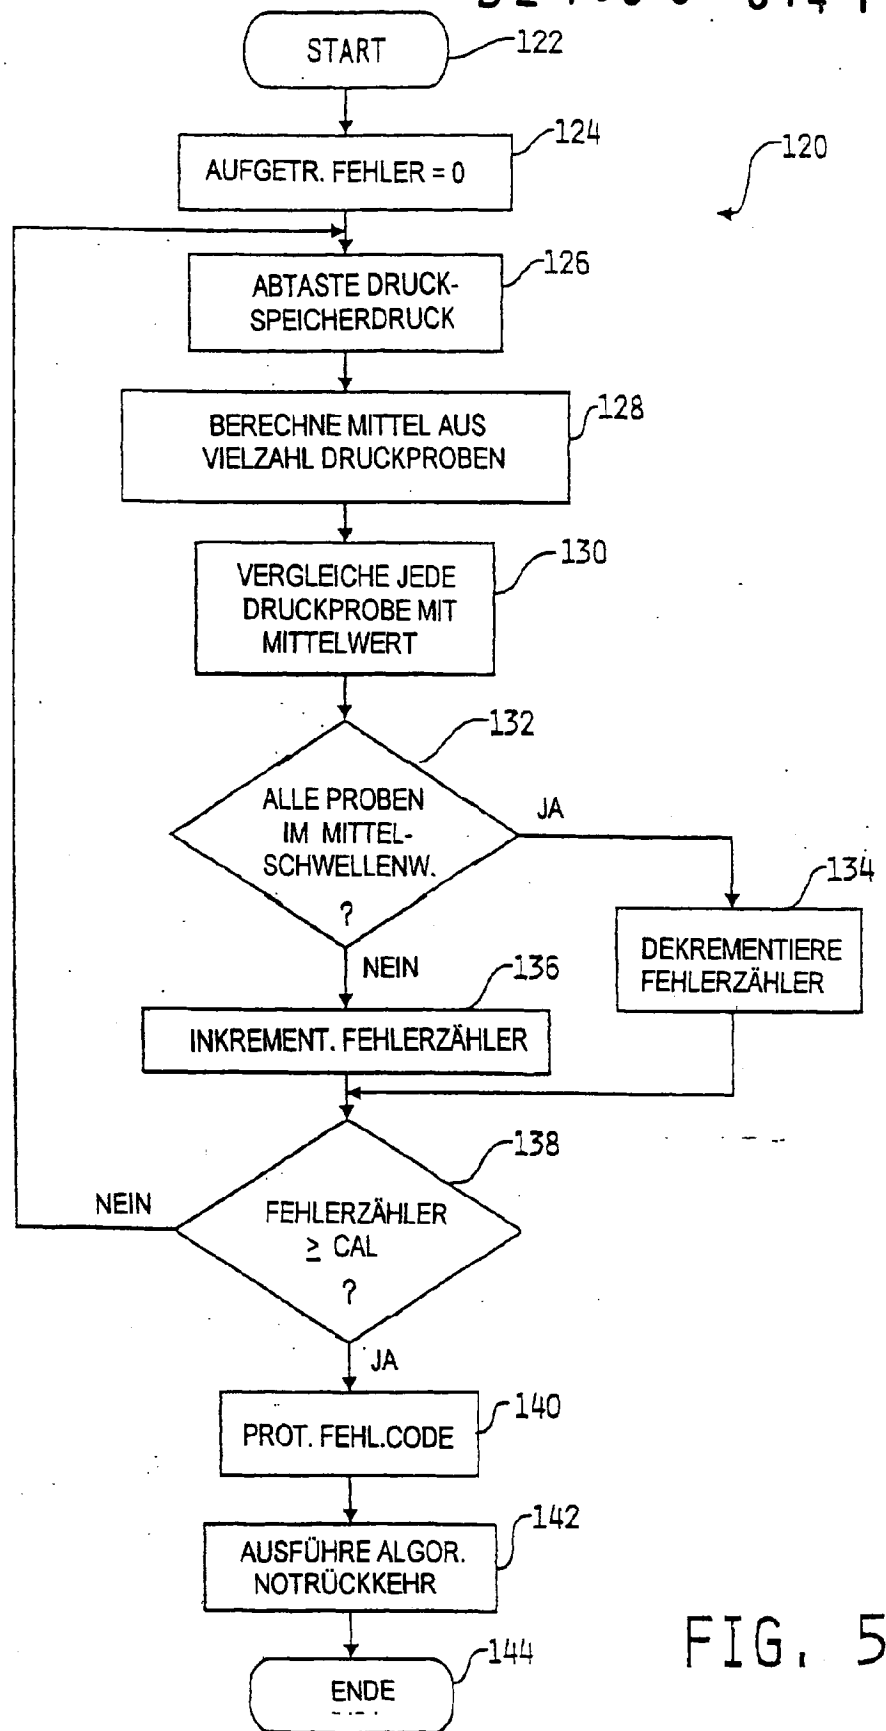 START
122
124
AUFGETR. FEHLER = 0
120
126
ABTASTE DRUCK-
SPEICHERDRUCK
128
BERECHNE MITTEL AUS
VIELZAHL DRUCKPROBEN
130
VERGLEICHE JEDE
DRUCKPROBE MIT
MITTELWERT
132
ALLE PROBEN
IM MITTEL-
SCHWELLENW.
?
JA
134
DEKREMENTIERE
FEHLERZÄHLER
NEIN
136
INKREMENT. FEHLERZÄHLER
138
NEIN
FEHLERZÄHLER
≥ CAL
?
JA
140
PROT. FEHL.CODE
142
AUSFÜHRE ALGOR.
NOTRÜCKKEHR
144
ENDE
FIG. 5